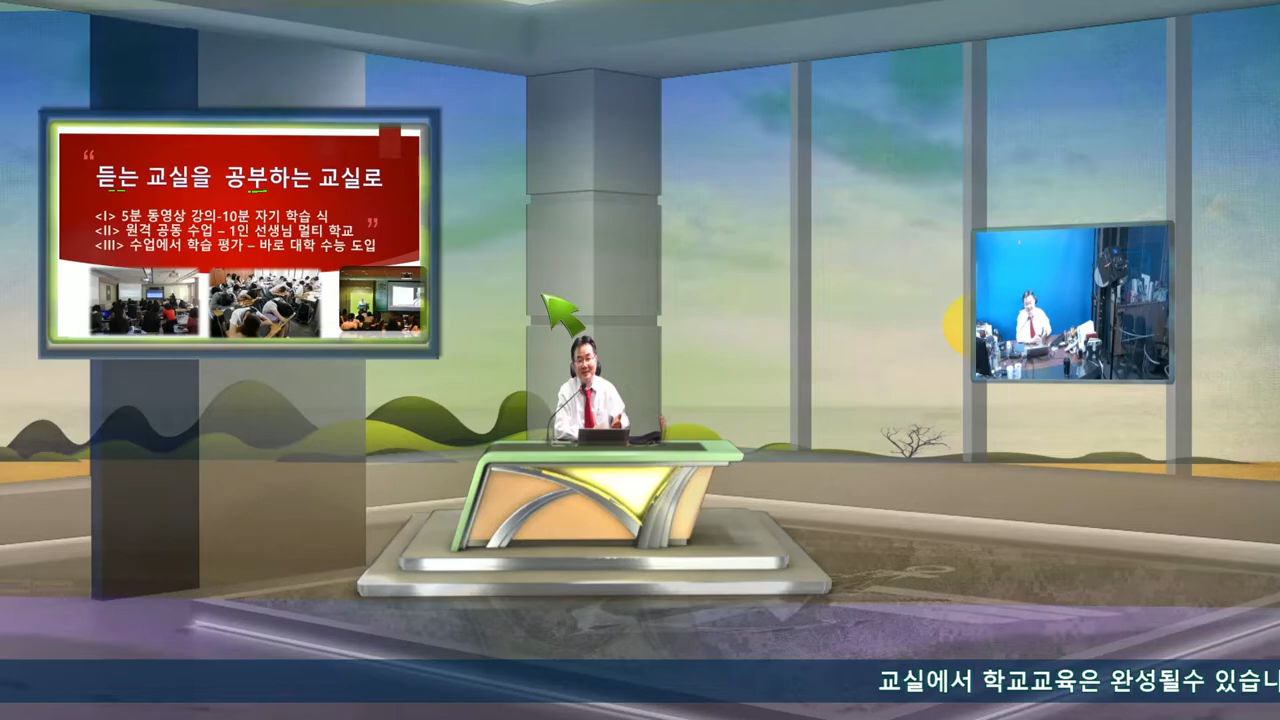 “
듣는 교실을 공부하는 교실로
<I> 5분 동영상 강의-10분 자기 학습 식
<II> 원격 공동 수업 – 1인 선생님 멀티 학교
<III> 수업에서 학습 평가 – 바로 대학 수능 도입
”
교실에서 학교교육은 완성될수 있습니